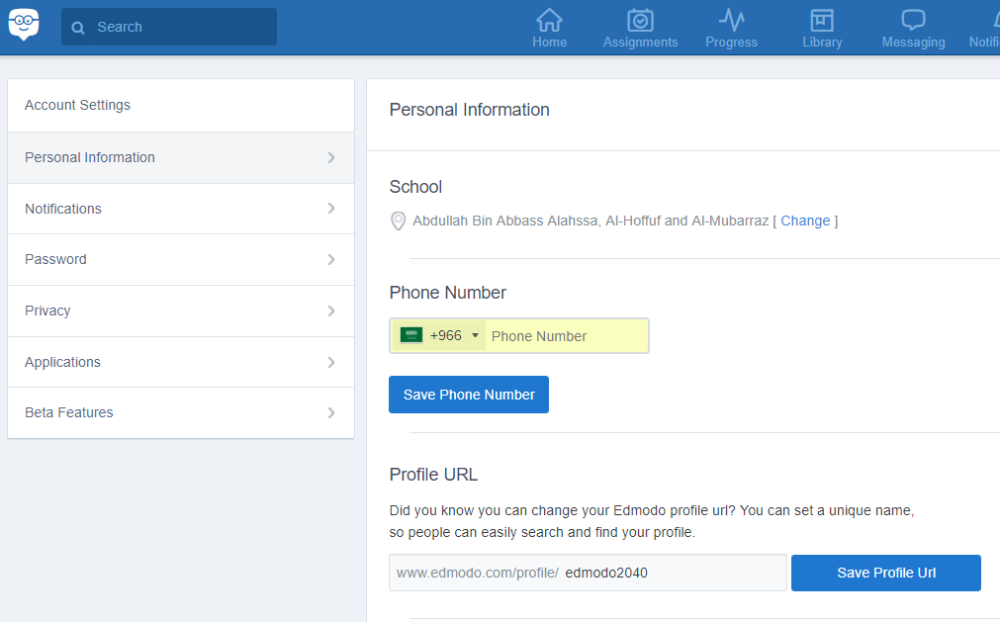 Search
Home
Assignments
Progress
Library
Messaging
Notifi
Account Settings
Personal Information
Notifications
Password
Privacy
Applications
Beta Features
Personal Information
School
Abdullah Bin Abbass Alahssa, Al-Hoffuf and Al-Mubarraz [ Change ]
Phone Number
+966 Phone Number
Save Phone Number
Profile URL
Did you know you can change your Edmodo profile url? You can set a unique name,
so people can easily search and find your profile.
www.edmodo.com/profile/ edmodo2040
Save Profile Url